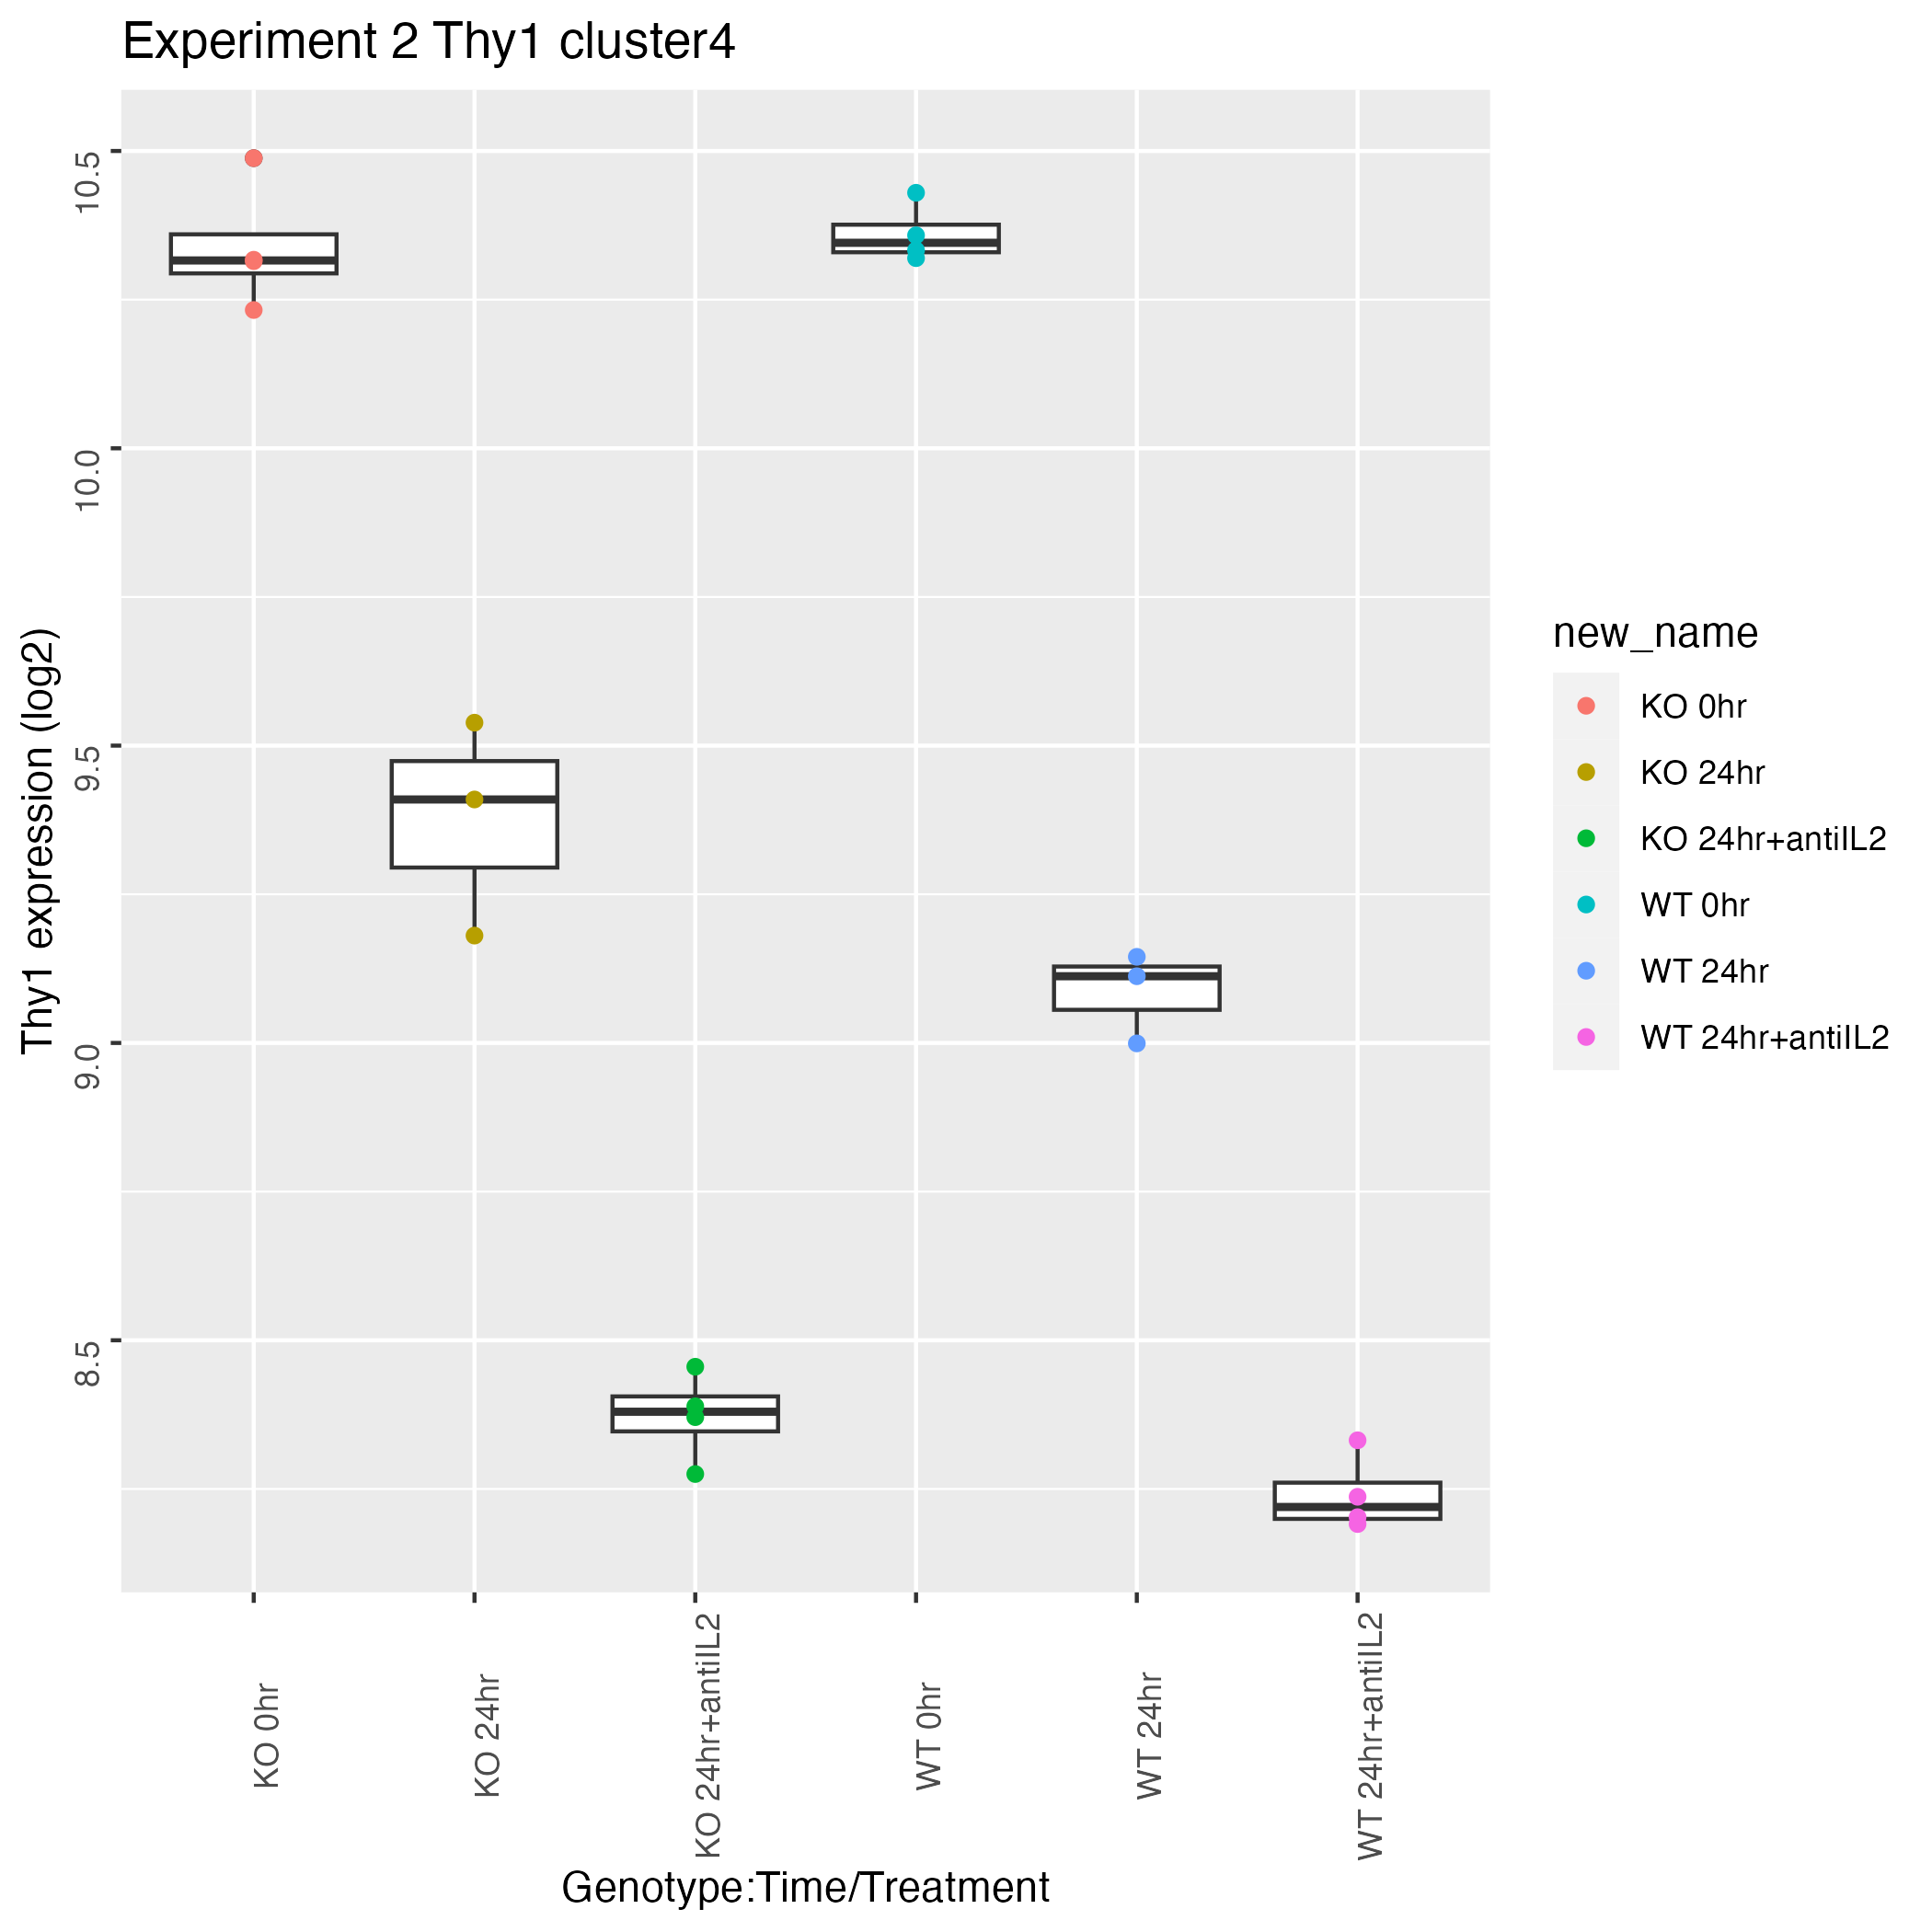 Experiment 2 Thy1 cluster4
Thy1 expression (log2)
10.5
10.0
9.5
9.0
8.5
KO 0hr
KO 24hr
KO 24hr+antiIL2
WT 0hr
WT 24hr
WT 24hr+antiIL2
Genotype:Time/Treatment
new_name
KO 0hr
KO 24hr
KO 24hr+antiIL2
WT 0hr
WT 24hr
WT 24hr+antiIL2